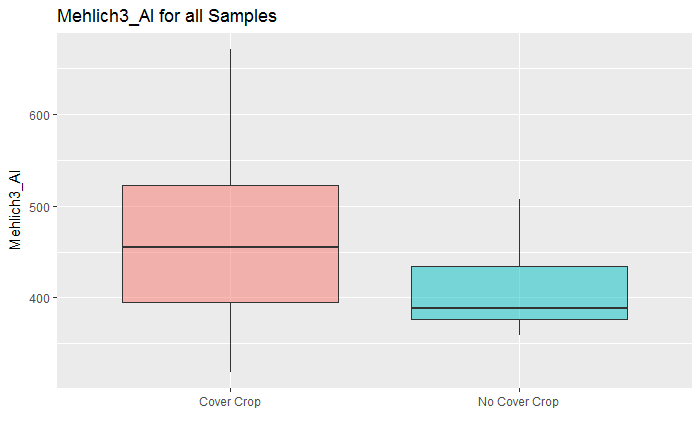 Mehlich3_Al for all Samples
Mehlich3_Al
600
500
400
Cover Crop
No Cover Crop